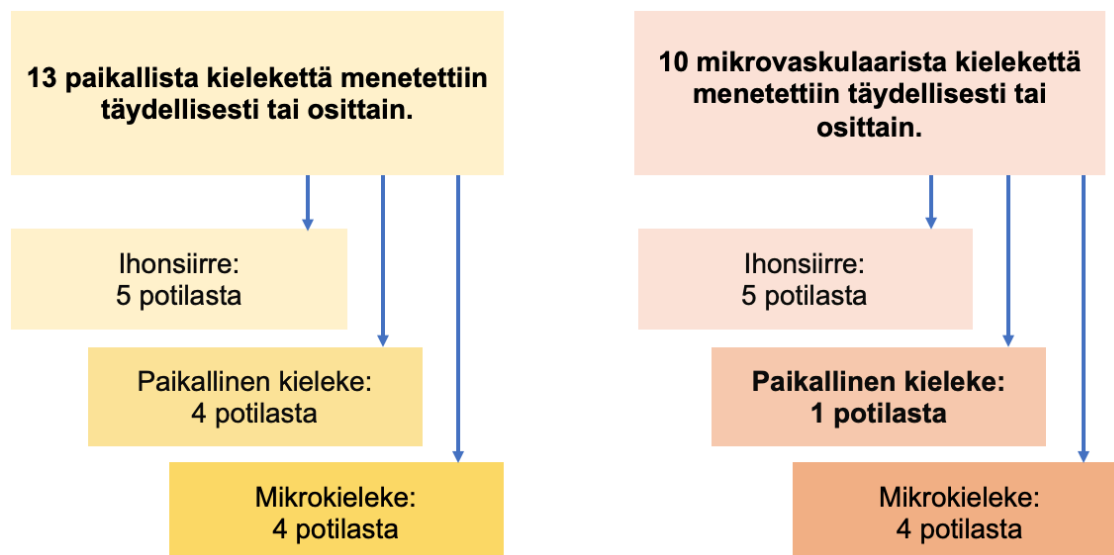 13 paikallista kielekettä menetettiin
täydellisesti tai osittain.
Ihonsiirre:
5 potilasta
Paikallinen kieleke:
4 potilasta
Mikrokieleke:
4 potilasta
10 mikrovaskulaarista kielekettä
menetettiin täydellisesti tai
osittain.
Ihonsiirre:
5 potilasta
Paikallinen kieleke:
1 potilasta
Mikrokieleke:
4 potilasta